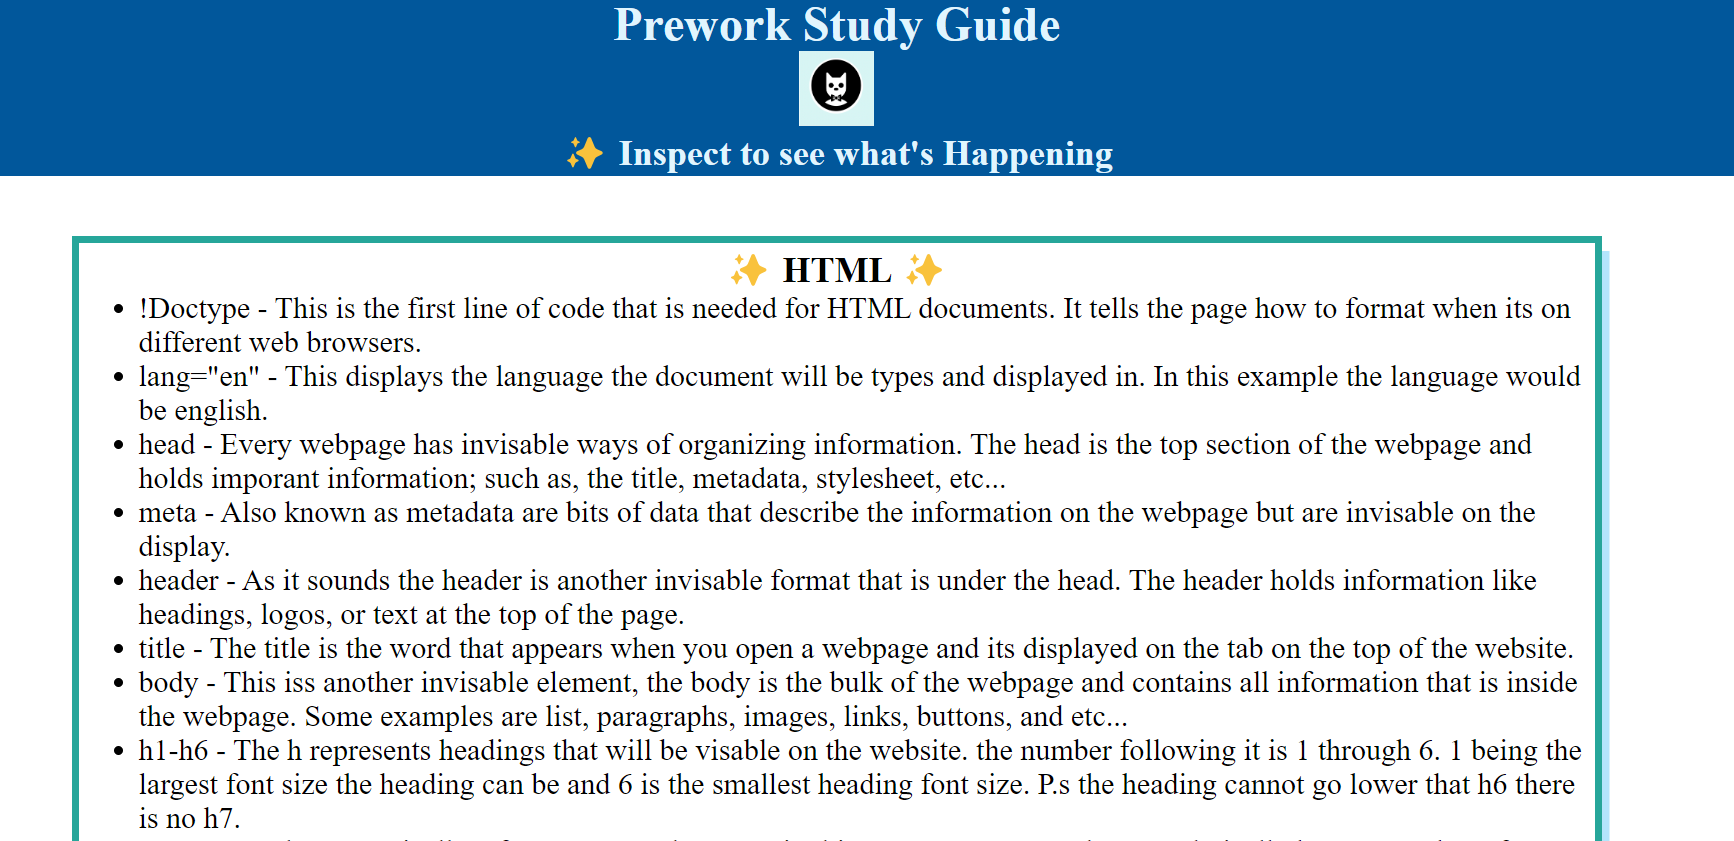 Prework Study Guide
✨ Inspect to see what's Happening
✨ HTML ✨
• !Doctype - This is the first line of code that is needed for HTML documents. It tells the page how to format when its on
different web browsers.
• lang="en" - This displays the language the document will be types and displayed in. In this example the language would
be english.
• head - Every webpage has invisable ways of organizing information. The head is the top section of the webpage and
holds imporant information; such as, the title, metadata, stylesheet, etc...
• meta - Also known as metadata are bits of data that describe the information on the webpage but are invisable on the
display.
• header - As it sounds the header is another invisable format that is under the head. The header holds information like
headings, logos, or text at the top of the page.
• title - The title is the word that appears when you open a webpage and its displayed on the tab on the top of the website.
• body - This iss another invisable element, the body is the bulk of the webpage and contains all information that is inside
the webpage. Some examples are list, paragraphs, images, links, buttons, and etc...
• h1-h6 - The h represents headings that will be visable on the website. the number following it is 1 through 6. 1 being the
largest font size the heading can be and 6 is the smallest heading font size. P.s the heading cannot go lower that h6 there
is no h7.